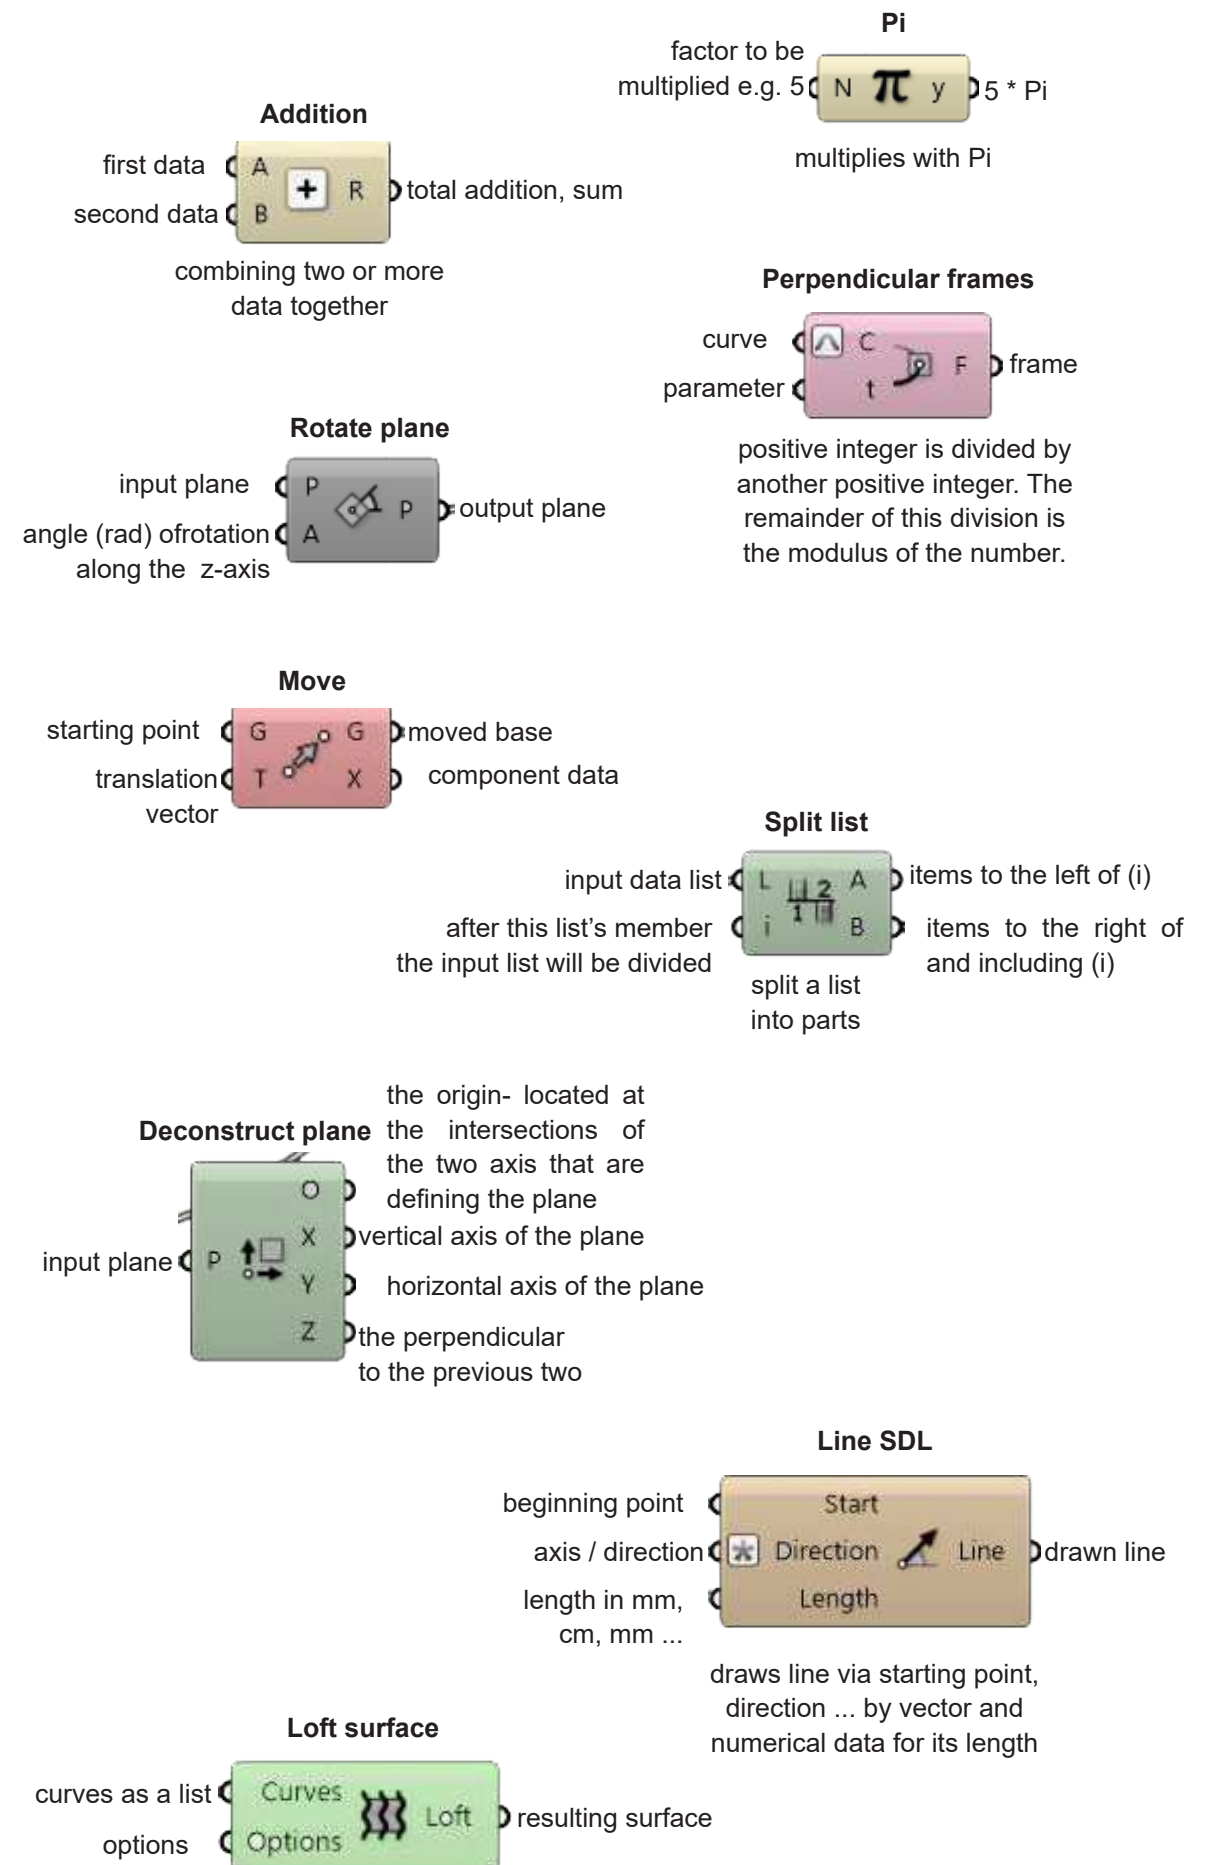 Pi
factor to be
multiplied e.g. 5
N π y
5 * Pi
multiplies with Pi
Addition
first data
second data
A
B
+
R
total addition, sum
combining two or more
data together
Perpendicular frames
curve
parameter
C
t
F
frame
positive integer is divided by
another positive integer. The
remainder of this division is
the modulus of the number.
Rotate plane
input plane
angle (rad) ofrotation
along the z-axis
P
A
P
output plane
Move
starting point
translation
vector
G
T
G
X
moved base
component data
Split list
input data list
after this list's member
the input list will be divided
L
i
2
1
A
B
items to the left of (i)
items to the right of
and including (i)
split a list
into parts
Deconstruct plane
the origin- located at
the intersections of
the two axis that are
defining the plane
input plane
P
O
X
Y
Z
vertical axis of the plane
horizontal axis of the plane
the perpendicular
to the previous two
Line SDL
beginning point
axis / direction
length in mm,
cm, mm ...
Start
Direction
Length
Line
drawn line
draws line via starting point,
direction ... by vector and
numerical data for its length
Loft surface
curves as a list
options
Curves
Options
Loft
resulting surface